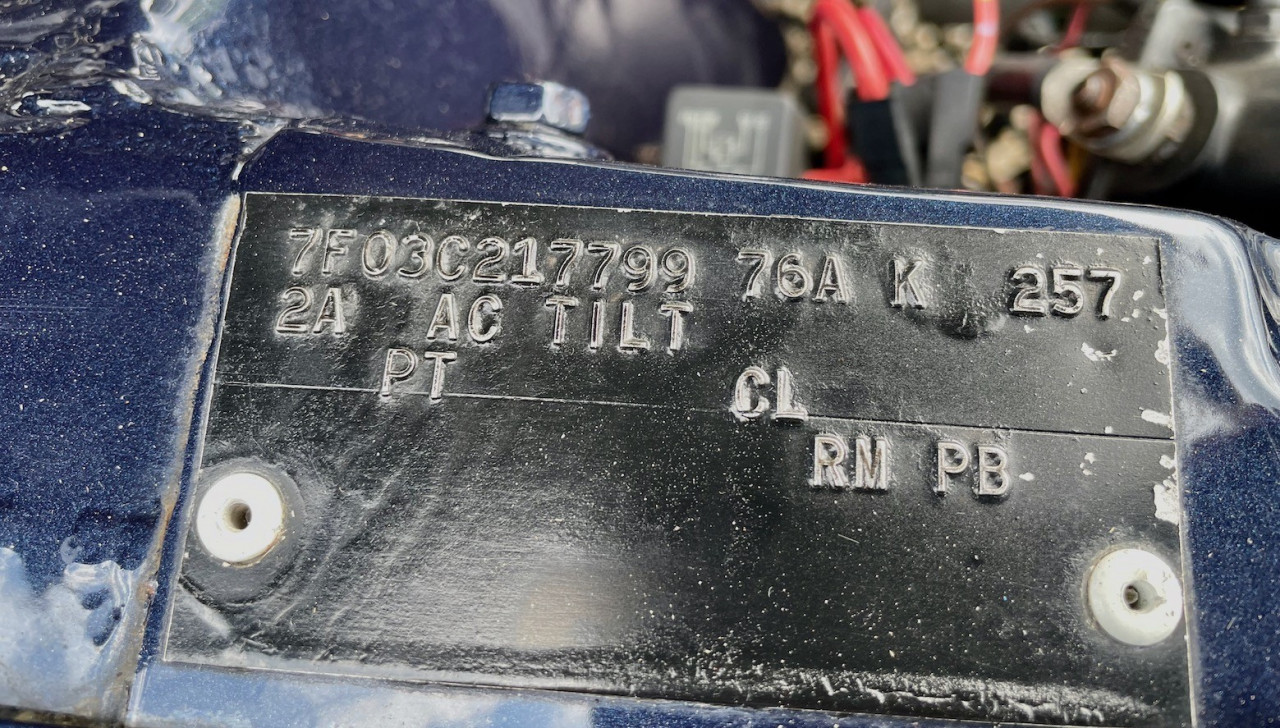 7F03C217799 76A K 257
2A AC TILT
PT CL
RM PB